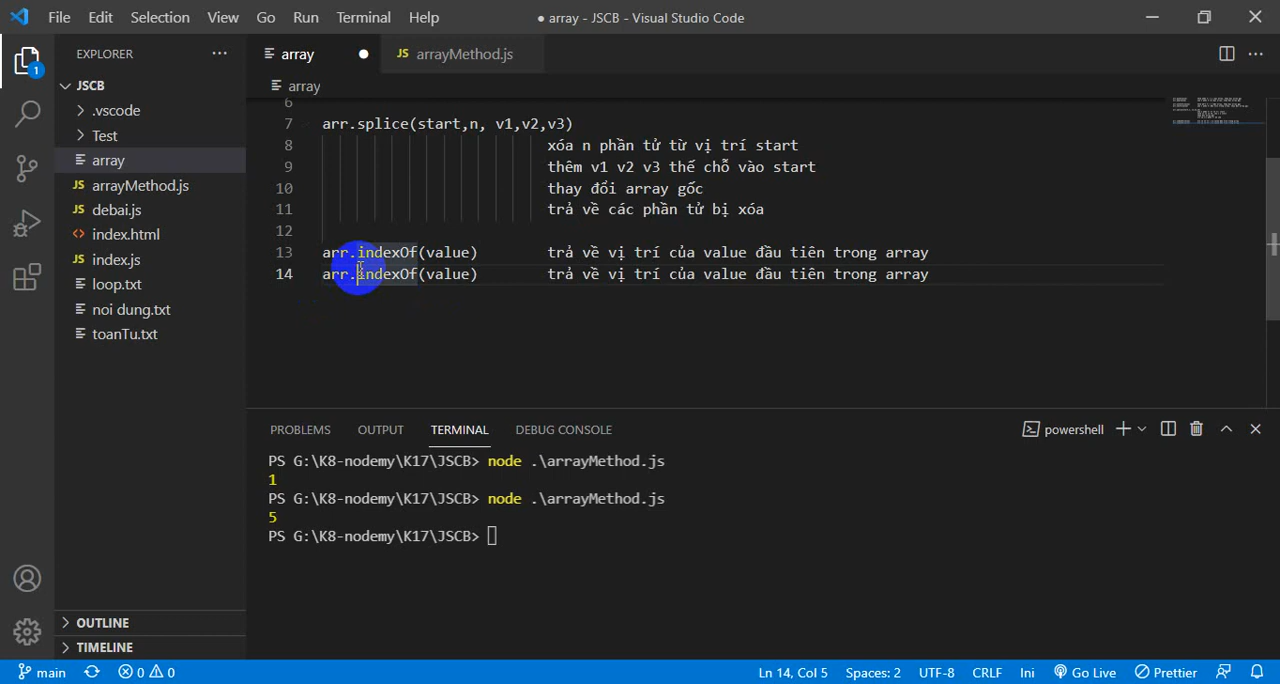 File Edit Selection View Go Run Terminal Help ● array - JSCB - Visual Studio Code
1
EXPLORER ···
JSCB
.vscode
Test
array
JS arrayMethod.js
JS debai.js
<> index.html
JS index.js
loop.txt
noi dung.txt
toanTu.txt
OUTLINE
TIMELINE
array ● JS arrayMethod.js
array
6
7 arr.splice(start,n, v1,v2,v3)
8 xóa n phần tử từ vị trí start
9 thêm v1 v2 v3 thế chỗ vào start
10 thay đổi array gốc
11 trả về các phần tử bị xóa
12
13 arr.indexOf(value) trả về vị trí của value đầu tiên trong array
14 arr.indexOf(value) trả về vị trí của value đầu tiên trong array
PROBLEMS OUTPUT TERMINAL DEBUG CONSOLE powershell
PS G:\K8-nodemy\K17\JSCB> node .\arrayMethod.js
1
PS G:\K8-nodemy\K17\JSCB> node .\arrayMethod.js
5
PS G:\K8-nodemy\K17\JSCB>
main 0 0 Ln 14, Col 5 Spaces: 2 UTF-8 CRLF Ini Go Live Prettier